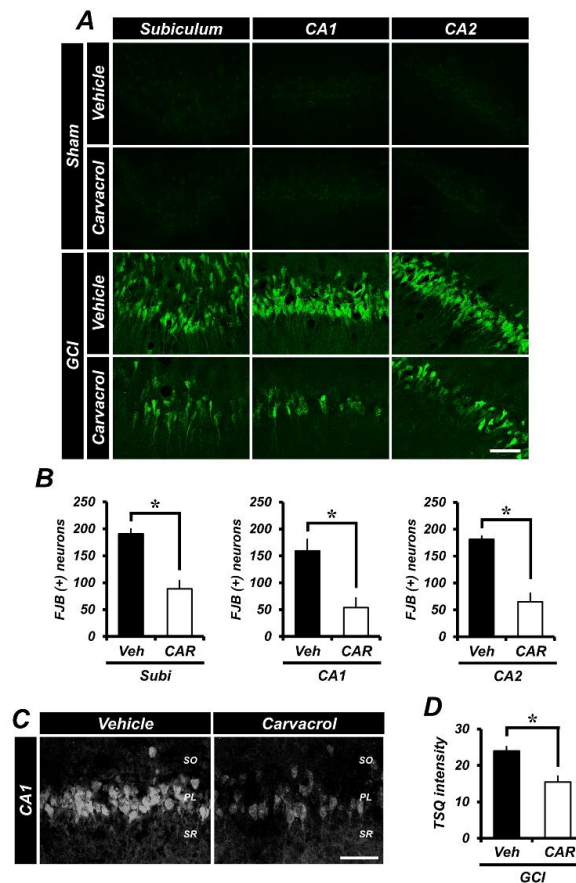 A
Subiculum CA1 CA2
Sham
Vehicle
Carvacrol
GCI
Vehicle
Carvacrol
B
FJB (+) neurons
250
200
150
100
50
0
*
Veh CAR
Subi
FJB (+) neurons
250
200
150
100
50
0
*
Veh CAR
CA1
FJB (+) neurons
250
200
150
100
50
0
*
Veh CAR
CA2
C
Vehicle Carvacrol
CA1
SO
PL
SR
SO
PL
SR
D
TSQ intensity
30
20
10
0
*
Veh CAR
GCI